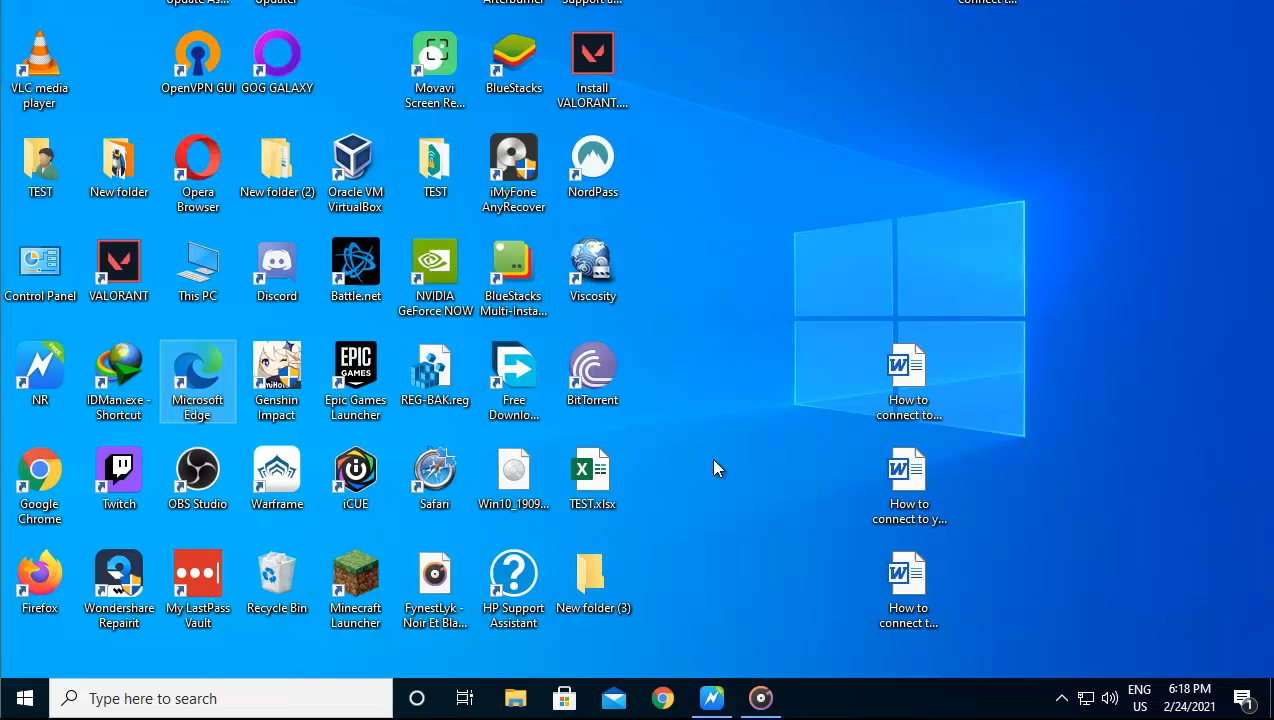 Update As...
Updater
Afterburner
Support a...
connect t...
VLC media
player
OpenVPN GUI
GOG GALAXY
Movavi
Screen Re...
BlueStacks
Install
VALORANT....
TEST
New folder
Opera
Browser
New folder (2)
Oracle VM
VirtualBox
TEST
iMyFone
AnyRecover
NordPass
Control Panel
VALORANT
This PC
Discord
Battle.net
NVIDIA
GeForce NOW
BlueStacks
Multi-Insta...
Viscosity
FREE
NR
IDMan.exe -
Shortcut
Microsoft
Edge
Genshin
Impact
EPIC
GAMES
Epic Games
Launcher
REG-BAK.reg
Free
Downlo...
BitTorrent
How to
connect to...
Google
Chrome
Twitch
OBS Studio
Warframe
iCUE
Safari
Win10_1909...
TEST.xlsx
How to
connect to y...
Firefox
Wondershare
Repairit
My LastPass
Vault
Recycle Bin
Minecraft
Launcher
FynestLyk -
Noir Et Bla...
HP Support
Assistant
New folder (3)
How to
connect t...
Type here to search
ENG
US
6:18 PM
2/24/2021
1